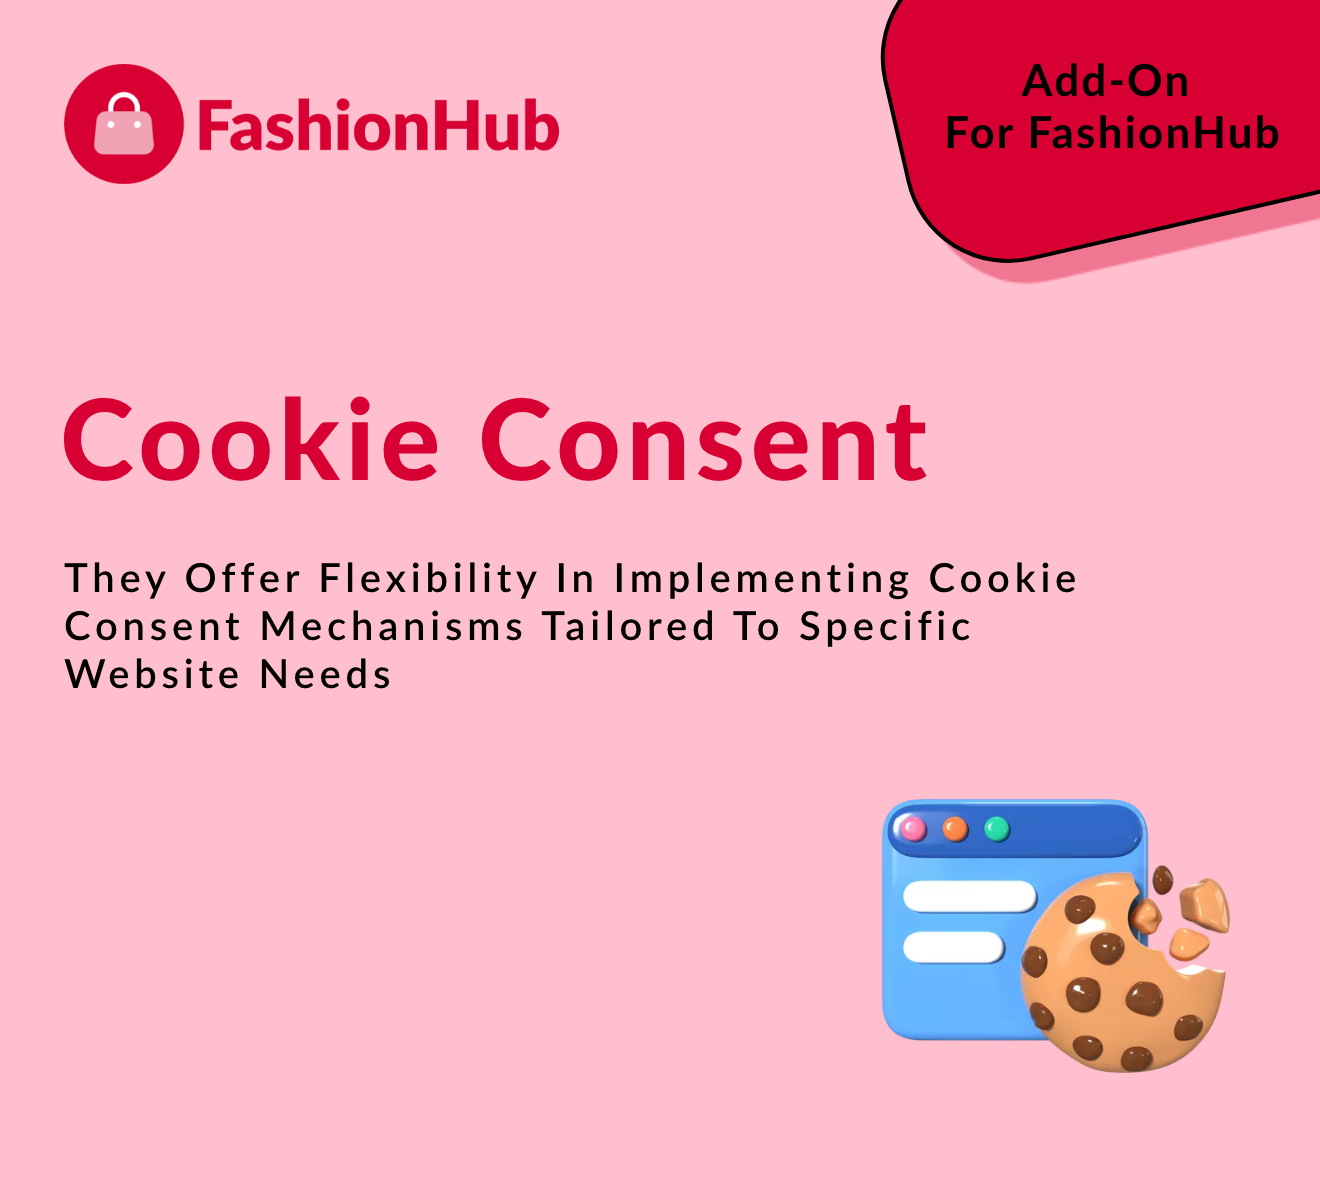 FashionHub
Add-On
For FashionHub
Cookie Consent
They Offer Flexibility In Implementing Cookie
Consent Mechanisms Tailored To Specific
Website Needs